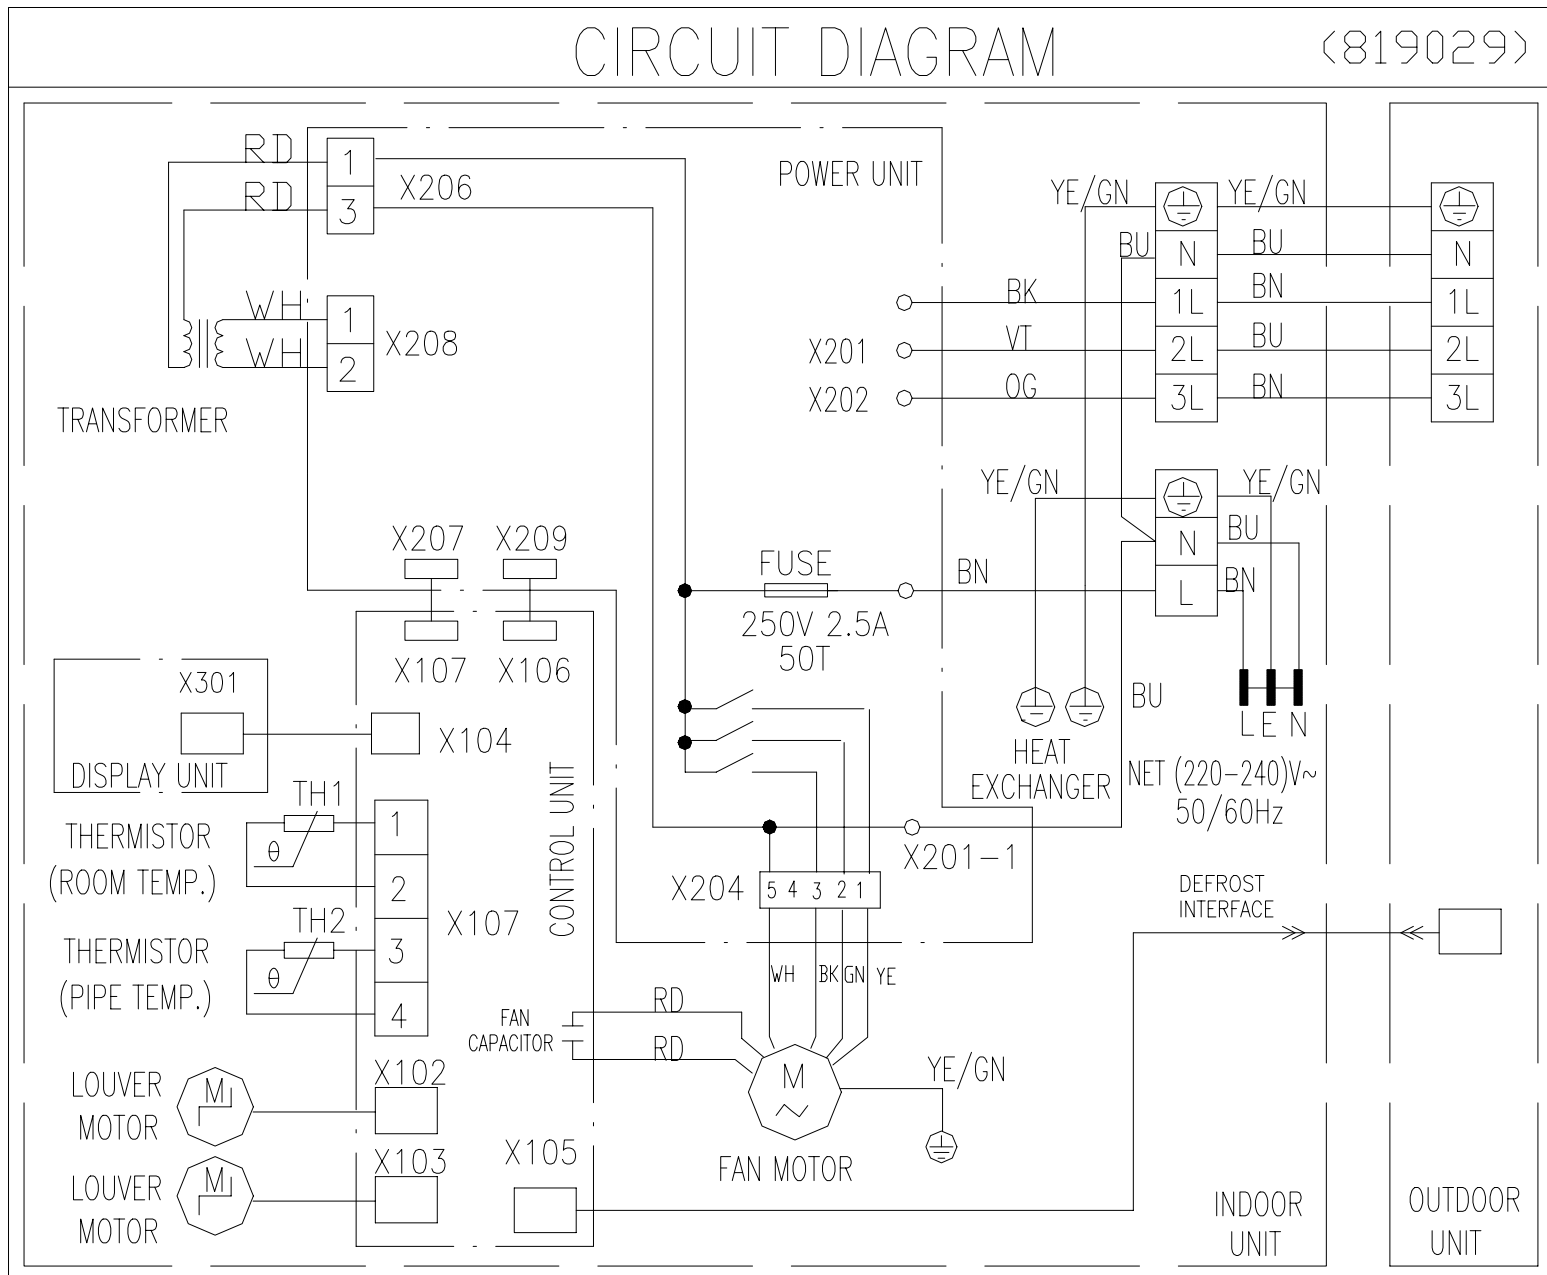 CIRCUIT DIAGRAM
(819029)
RD
1
X206
RD
3
POWER UNIT
YE/GN
YE/GN
BU
N
BU
N
BK
1L
BN
1L
WH
1
X208
WH
2
X201
VT
2L
BU
2L
X202
OG
3L
BN
3L
TRANSFORMER
YE/GN
YE/GN
X207
X209
N
BU
FUSE
BN
L
BN
250V 2.5A
50T
X107
X106
X301
X104
DISPLAY UNIT
BU
L E N
HEAT
EXCHANGER
NET (220-240)V~
50/60Hz
CONTROL UNIT
TH1
THERMISTOR
(ROOM TEMP.)
θ
1
2
X107
TH2
THERMISTOR
(PIPE TEMP.)
θ
3
4
X201-1
X204
5 4 3 2 1
DEFROST
INTERFACE
WH
BK
GN
YE
FAN
CAPACITOR
RD
RD
M
YE/GN
FAN MOTOR
LOUVER
MOTOR
M
X102
LOUVER
MOTOR
M
X103
X105
INDOOR
UNIT
OUTDOOR
UNIT